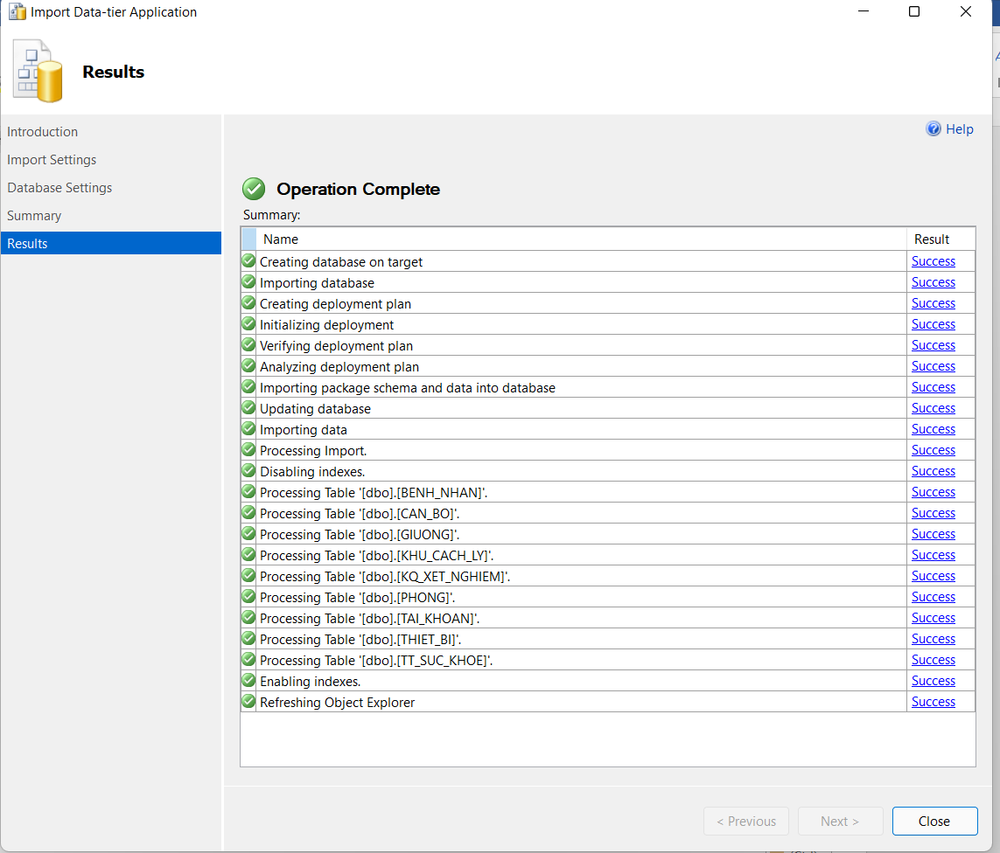 Import Data-tier Application
Results
Introduction
Import Settings
Database Settings
Summary
Results
Help
Operation Complete
Summary:
Name Result
Creating database on target Success
Importing database Success
Creating deployment plan Success
Initializing deployment Success
Verifying deployment plan Success
Analyzing deployment plan Success
Importing package schema and data into database Success
Updating database Success
Importing data Success
Processing Import. Success
Disabling indexes. Success
Processing Table '[dbo].[BENH_NHAN]'. Success
Processing Table '[dbo].[CAN_BO]'. Success
Processing Table '[dbo].[GIUONG]'. Success
Processing Table '[dbo].[KHU_CACH_LY]'. Success
Processing Table '[dbo].[KQ_XET_NGHIEM]'. Success
Processing Table '[dbo].[PHONG]'. Success
Processing Table '[dbo].[TAI_KHOAN]'. Success
Processing Table '[dbo].[THIET_BI]'. Success
Processing Table '[dbo].[TT_SUC_KHOE]'. Success
Enabling indexes. Success
Refreshing Object Explorer Success
< Previous Next > Close